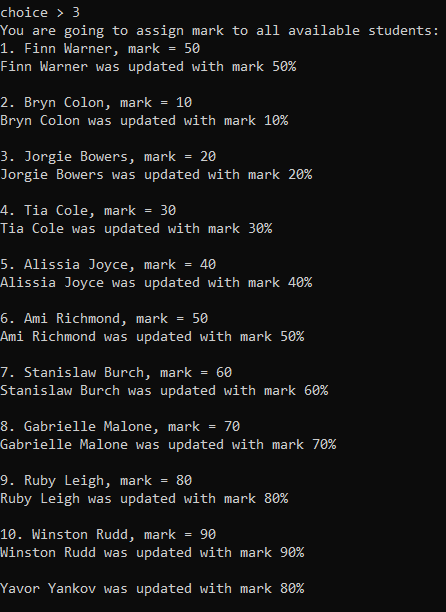 choice > 3
You are going to assign mark to all available students:
1. Finn Warner, mark = 50
Finn Warner was updated with mark 50%
2. Bryn Colon, mark = 10
Bryn Colon was updated with mark 10%
3. Jorgie Bowers, mark = 20
Jorgie Bowers was updated with mark 20%
4. Tia Cole, mark = 30
Tia Cole was updated with mark 30%
5. Alissia Joyce, mark = 40
Alissia Joyce was updated with mark 40%
6. Ami Richmond, mark = 50
Ami Richmond was updated with mark 50%
7. Stanislaw Burch, mark = 60
Stanislaw Burch was updated with mark 60%
8. Gabrielle Malone, mark = 70
Gabrielle Malone was updated with mark 70%
9. Ruby Leigh, mark = 80
Ruby Leigh was updated with mark 80%
10. Winston Rudd, mark = 90
Winston Rudd was updated with mark 90%
Yavor Yankov was updated with mark 80%